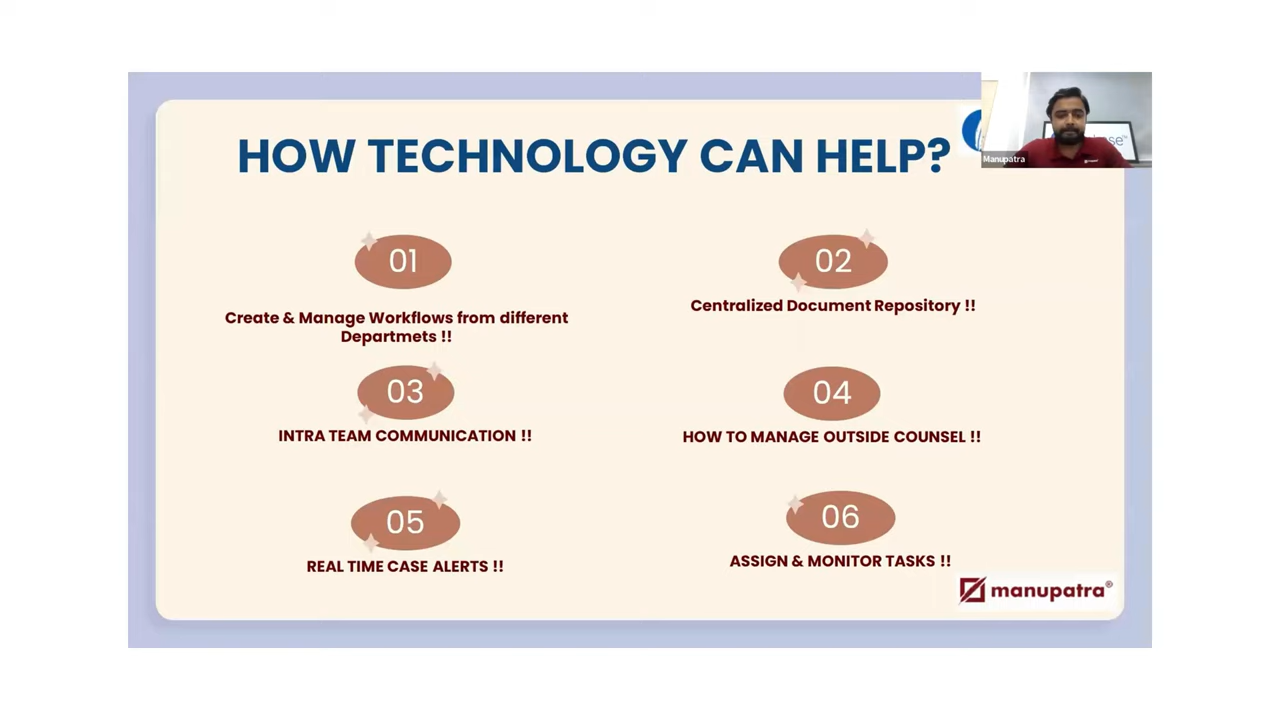 HOW TECHNOLOGY CAN HELP?
Manupatra
01
02
Create & Manage Workflows from different
Departmets !!
Centralized Document Repository !!
03
04
INTRA TEAM COMMUNICATION !!
HOW TO MANAGE OUTSIDE COUNSEL !!
05
06
REAL TIME CASE ALERTS !!
ASSIGN & MONITOR TASKS !!
manupatra®